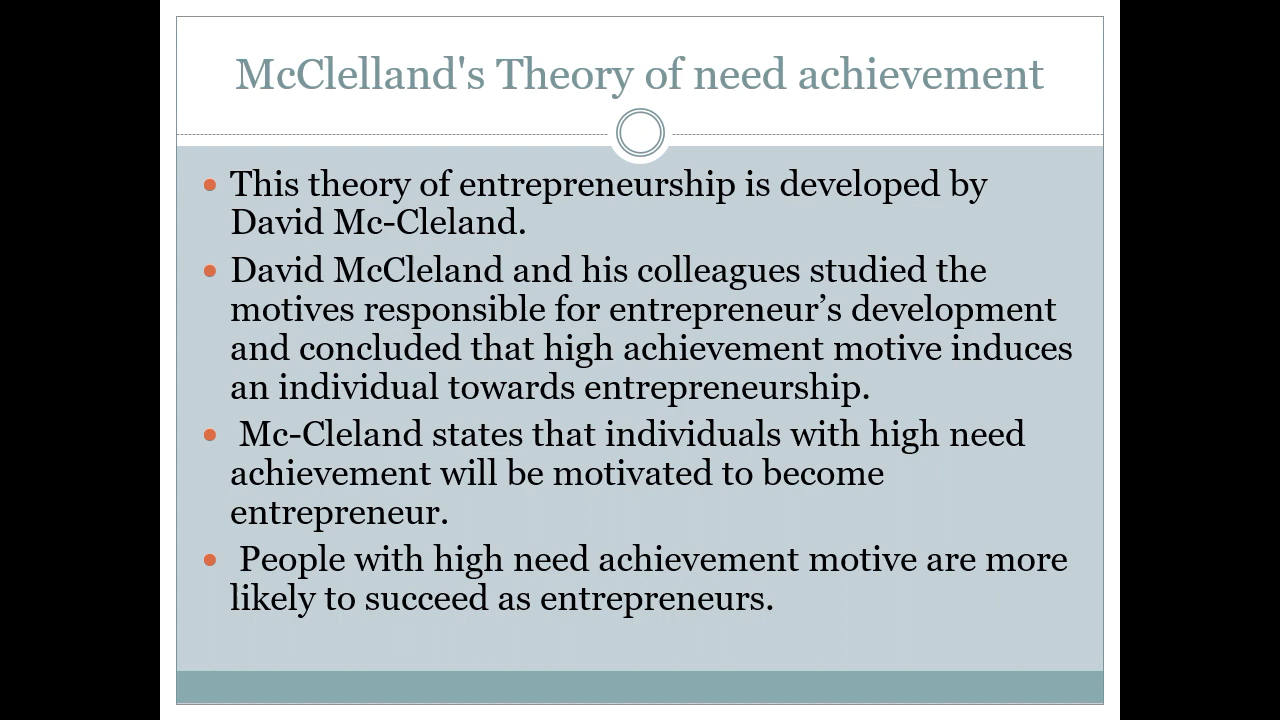 McClelland's Theory of need achievement
• This theory of entrepreneurship is developed by
David Mc-Cleland.
• David McCleland and his colleagues studied the
motives responsible for entrepreneur’s development
and concluded that high achievement motive induces
an individual towards entrepreneurship.
• Mc-Cleland states that individuals with high need
achievement will be motivated to become
entrepreneur.
• People with high need achievement motive are more
likely to succeed as entrepreneurs.